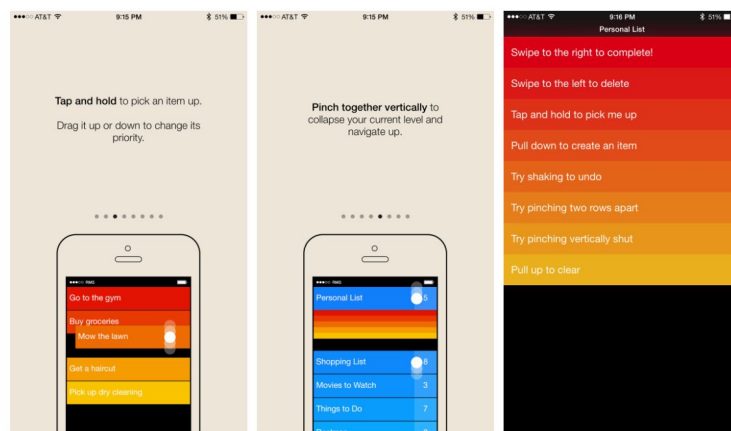 AT&T 9:15 PM 51%
Tap and hold to pick an item up.
Drag it up or down to change its
priority.
RMG
Go to the gym
Buy groceries
Mow the lawn
Get a haircut
Pick up dry cleaning
AT&T 9:15 PM 51%
Pinch together vertically to
collapse your current level and
navigate up.
RMG
Personal List 5
Shopping List 8
Movies to Watch 3
Things to Do 7
AT&T 9:16 PM 51%
Personal List
Swipe to the right to complete!
Swipe to the left to delete
Tap and hold to pick me up
Pull down to create an item
Try shaking to undo
Try pinching two rows apart
Try pinching vertically shut
Pull up to clear